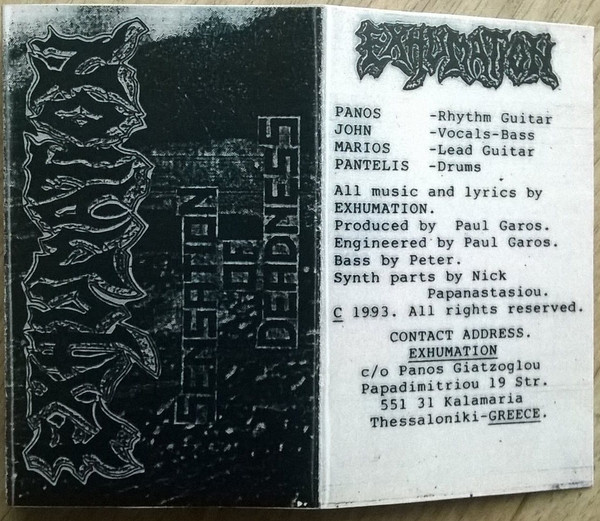 EXHUMATION
SENSATION
OF
DEADNESS
EXHUMATION
PANOS -Rhythm Guitar
JOHN -Vocals-Bass
MARIOS -Lead Guitar
PANTELIS -Drums
All music and lyrics by
EXHUMATION.
Produced by Paul Garos.
Engineered by Paul Garos.
Bass by Peter.
Synth parts by Nick
Papanastasiou.
C 1993. All rights reserved.
CONTACT ADDRESS.
EXHUMATION
c/o Panos Giatzoglou
Papadimitriou 19 Str.
551 31 Kalamaria
Thessaloniki-GREECE.